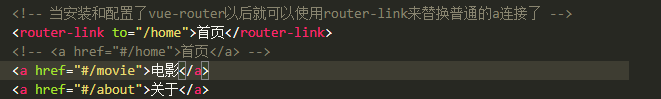 <!-- 当安装和配置了vue-router以后就可以使用router-link来替换普通的a连接了 -->
<router-link to="/home">首页</router-link>
<!-- <a href="#/home">首页</a> -->
<a href="#/movie">电影</a>
<a href="#/about">关于</a>